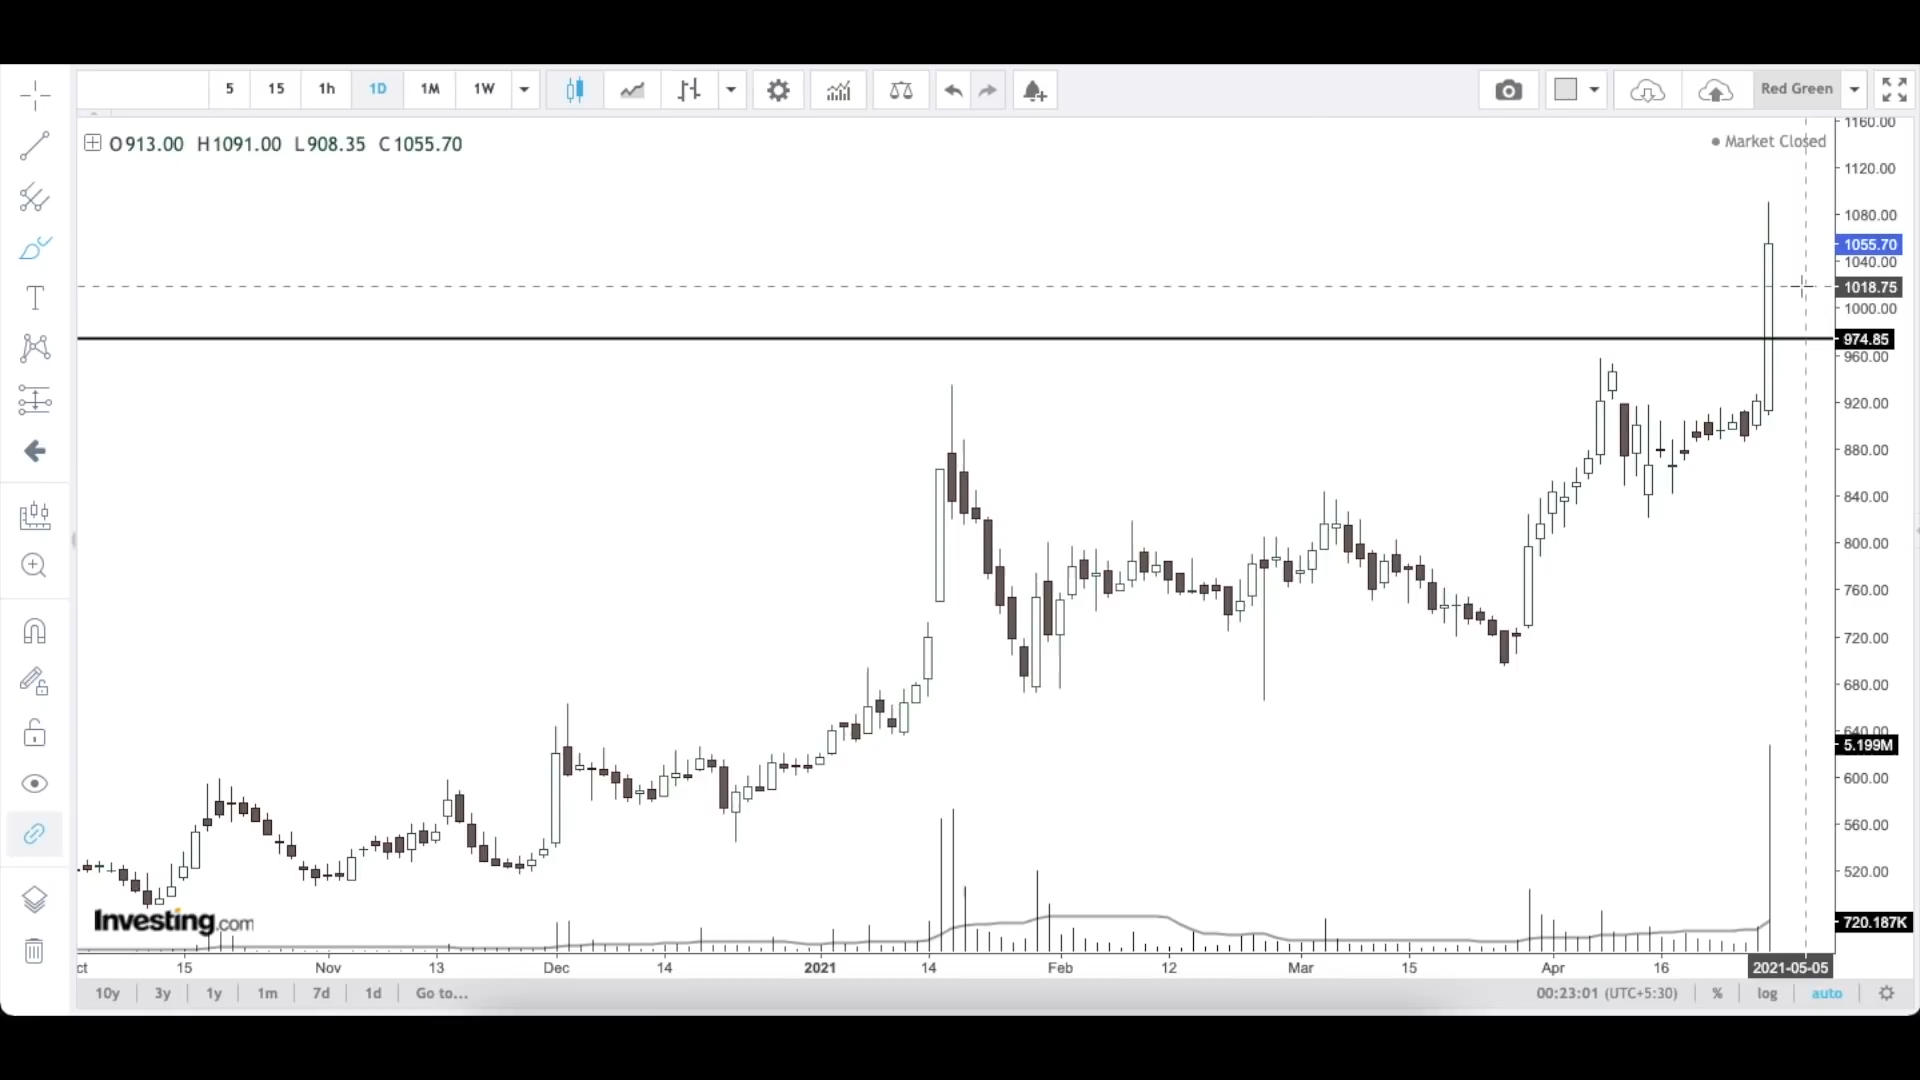 5 15 1h 1D 1M 1W Red Green
O913.00 H1091.00 L908.35 C1055.70
Market Closed
1160.00
1120.00
1080.00
1055.70
1040.00
1018.75
1000.00
974.85
960.00
920.00
880.00
840.00
800.00
760.00
720.00
680.00
640.00
5.199M
600.00
560.00
520.00
Investing.com
720.187K
ct 15 Nov 13 Dec 14 2021 14 Feb 12 Mar 15 Apr 16 2021-05-05
10y 3y 1y 1m 7d 1d Go to... 00:23:01 (UTC+5:30) % log auto